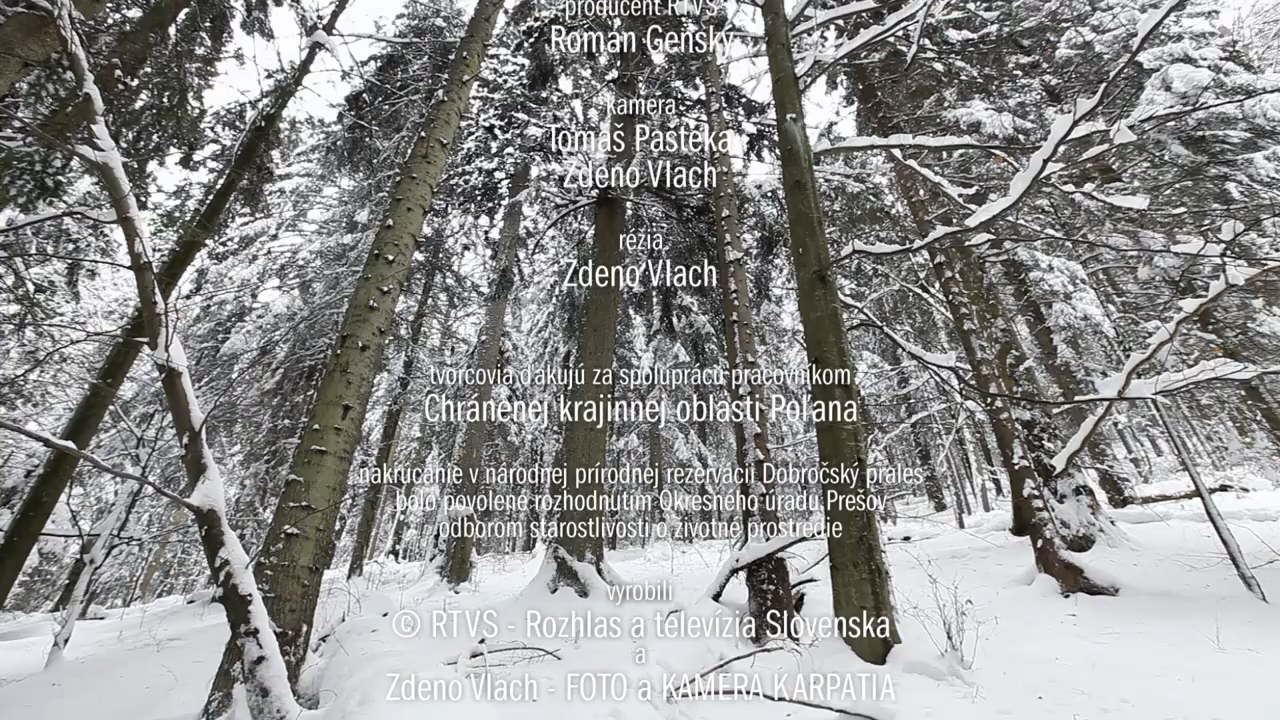 producent RTVS
Roman Genský
kamera
Tomáš Pastéka
Zdeno Vlach
réžia
Zdeno Vlach
tvorcovia ďakujú za spoluprácu pracovníkom
Chránenej krajinnej oblasti Poľana
nakrúcanie v národnej prírodnej rezervácii Dobročský prales
bolo povolené rozhodnutím Okresného úradu Prešov
odborom starostlivosti o životné prostredie
vyrobili
© RTVS - Rozhlas a televízia Slovenska
a
Zdeno Vlach - FOTO a KAMERA KARPATIA